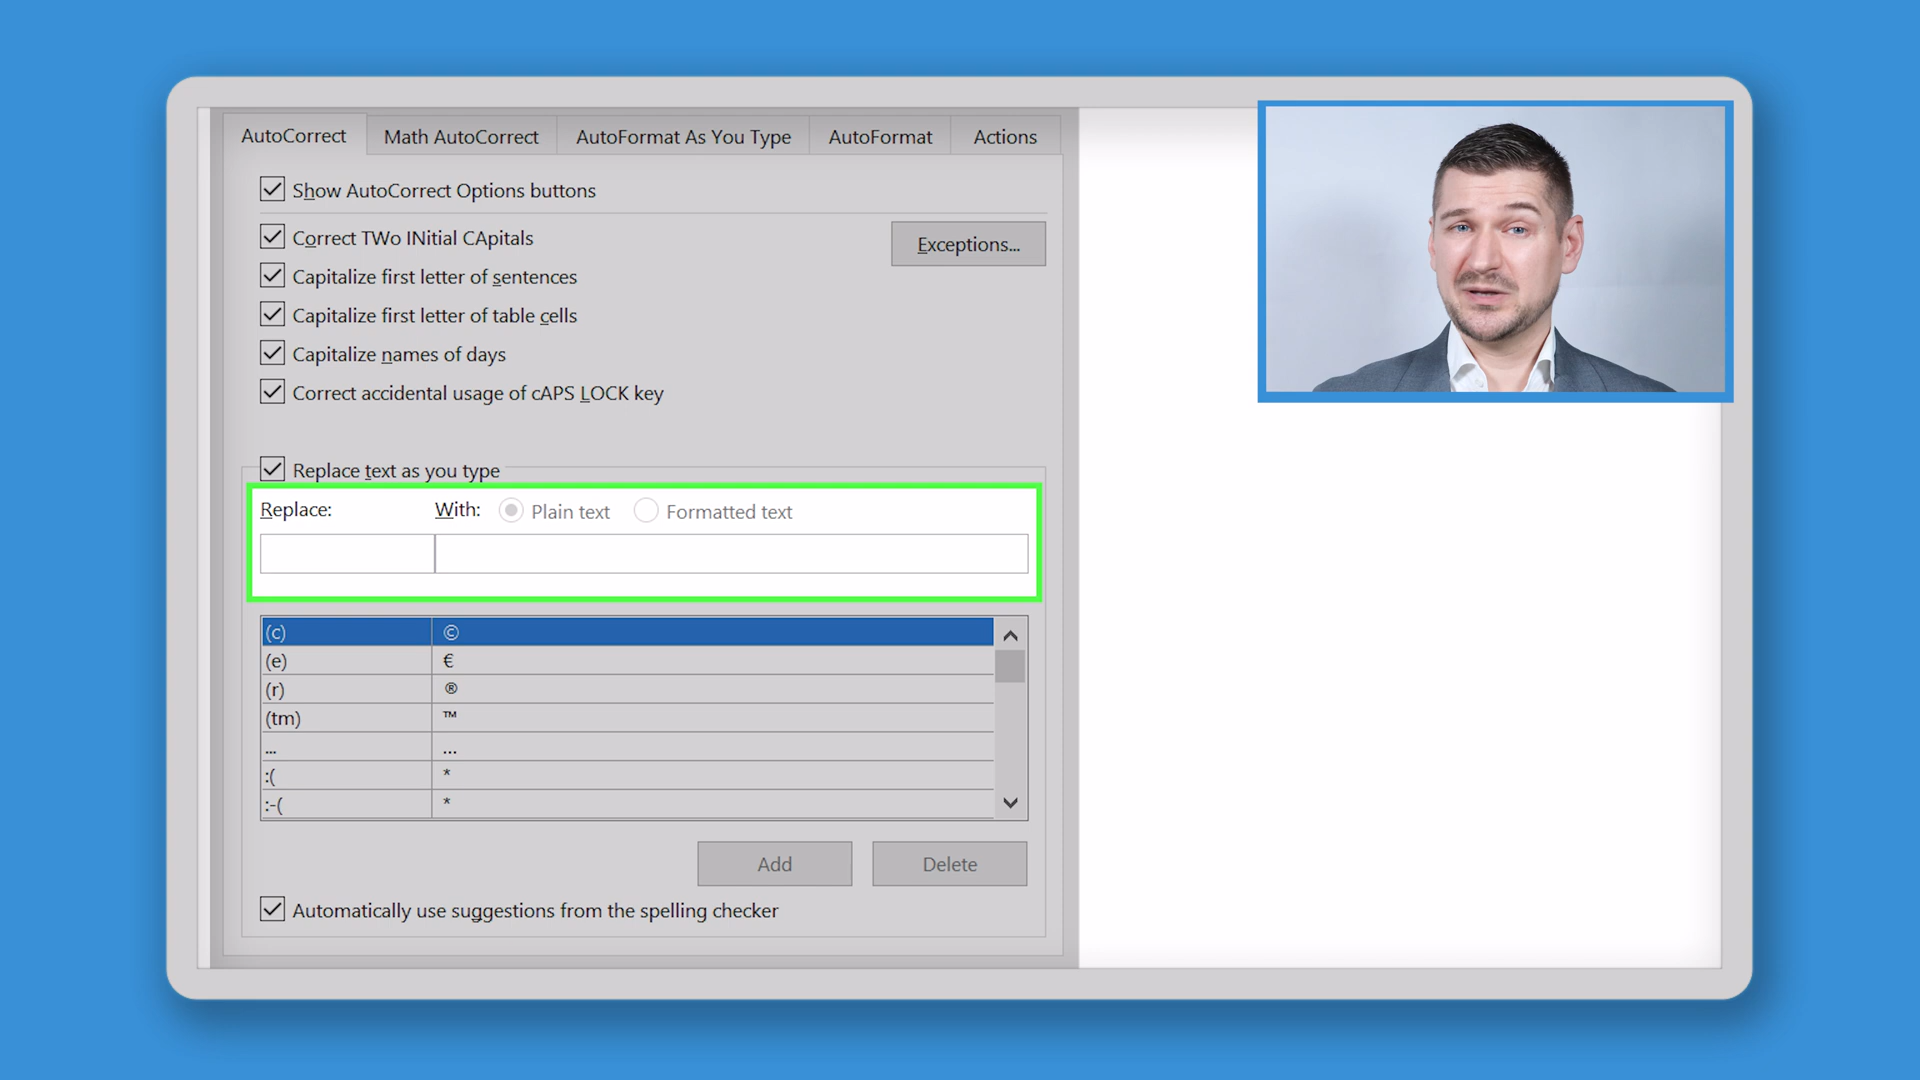 AutoCorrect Math AutoCorrect AutoFormat As You Type AutoFormat Actions
Show AutoCorrect Options buttons
Correct TWo INitial CApitals
Exceptions...
Capitalize first letter of sentences
Capitalize first letter of table cells
Capitalize names of days
Correct accidental usage of cAPS LOCK key
Replace text as you type
Replace: With: Plain text Formatted text
(c) ©
(e) €
(r) ®
(tm) ™
... ...
:( *
:-( *
Add Delete
Automatically use suggestions from the spelling checker